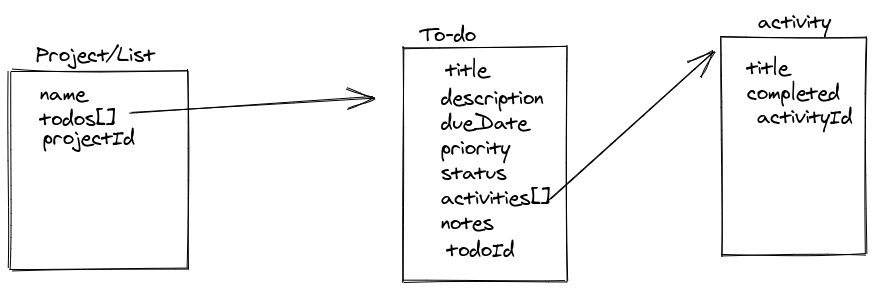 Project/List
name
todos[]
projectId
To-do
title
description
dueDate
priority
status
activities[]
notes
todoId
activity
title
completed
activityId